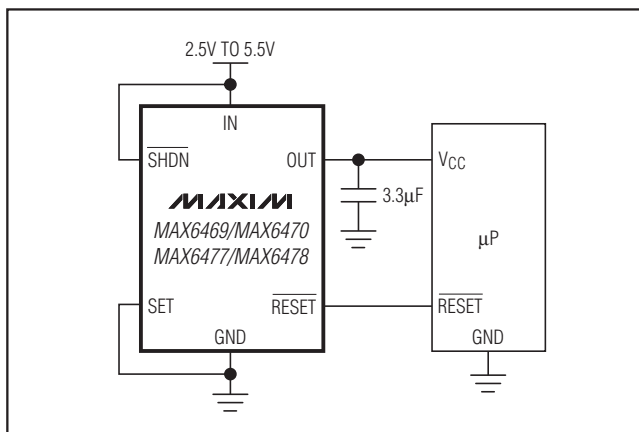 2.5V TO 5.5V
IN
SHDN
OUT
VCC
3.3µF
MAXIM
MAX6469/MAX6470
MAX6477/MAX6478
µP
SET
RESET
RESET
GND
GND